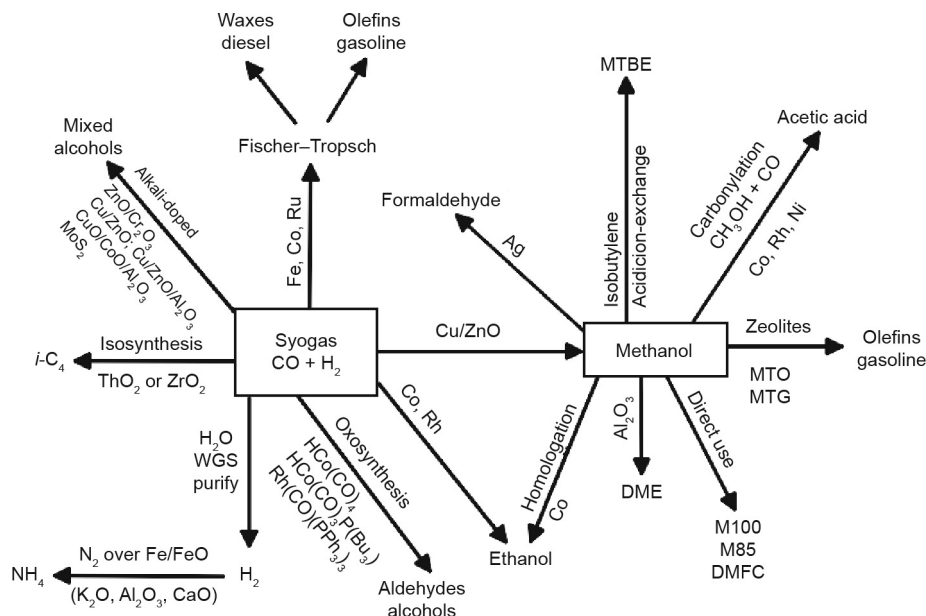 Waxes
diesel
Olefins
gasoline
Fischer–Tropsch
Fe, Co, Ru
Mixed
alcohols
Alkali-doped
ZnO/Cr₂O₃
Cu/ZnO; Cu/ZnO/Al₂O₃
CuO/CoO/Al₂O₃
MoS₂
Isosynthesis
i-C₄
ThO₂ or ZrO₂
Syogas
CO + H₂
H₂O
WGS
purify
N₂ over Fe/FeO
NH₄
H₂
(K₂O, Al₂O₃, CaO)
Oxosynthesis
HCo(CO)₄
HCo(CO)₃P(Bu₃)
Rh(CO)(PPh₃)₃
Aldehydes
alcohols
Co, Rh
Ethanol
Cu/ZnO
Methanol
Formaldehyde
Ag
MTBE
Isobutylene
Acidicion-exchange
Acetic acid
Carbonylation
CH₃OH + CO
Co, Rh, Ni
Zeolites
MTO
MTG
Olefins
gasoline
Homologation
Co
Al₂O₃
DME
Direct use
M100
M85
DMFC